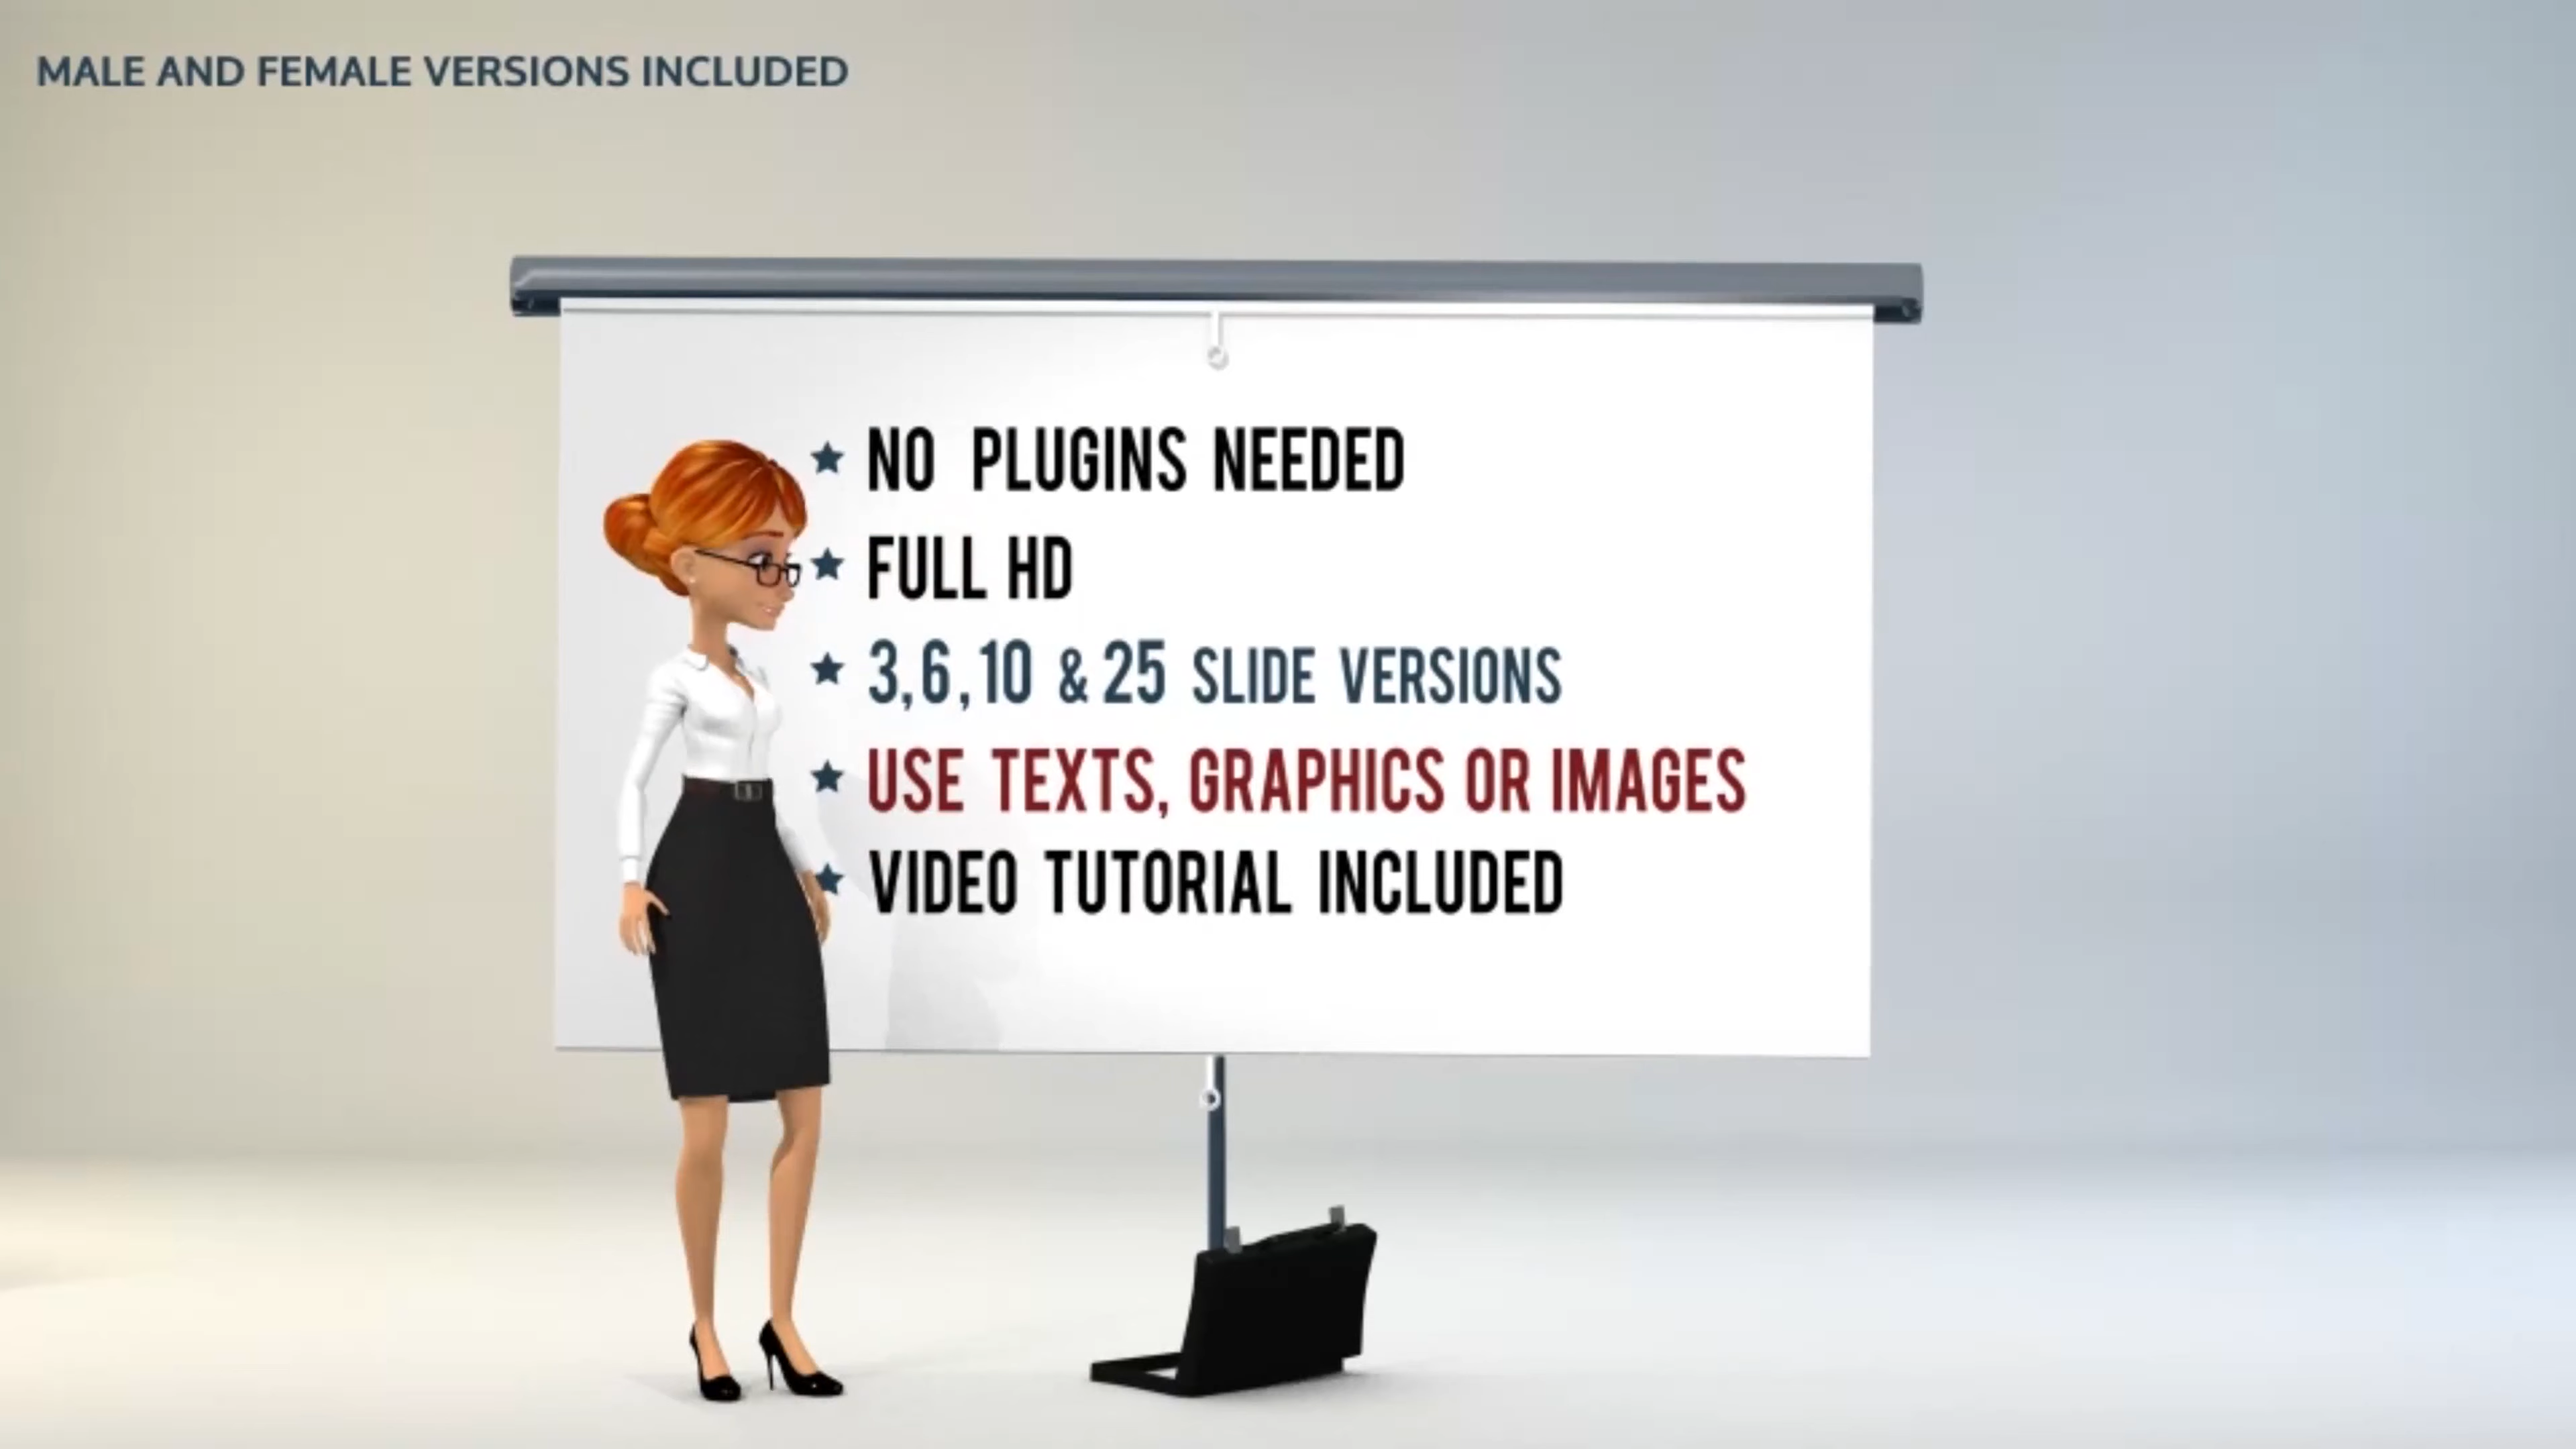 MALE AND FEMALE VERSIONS INCLUDED
NO PLUGINS NEEDED
FULL HD
3,6,10 & 25 SLIDE VERSIONS
USE TEXTS, GRAPHICS OR IMAGES
VIDEO TUTORIAL INCLUDED